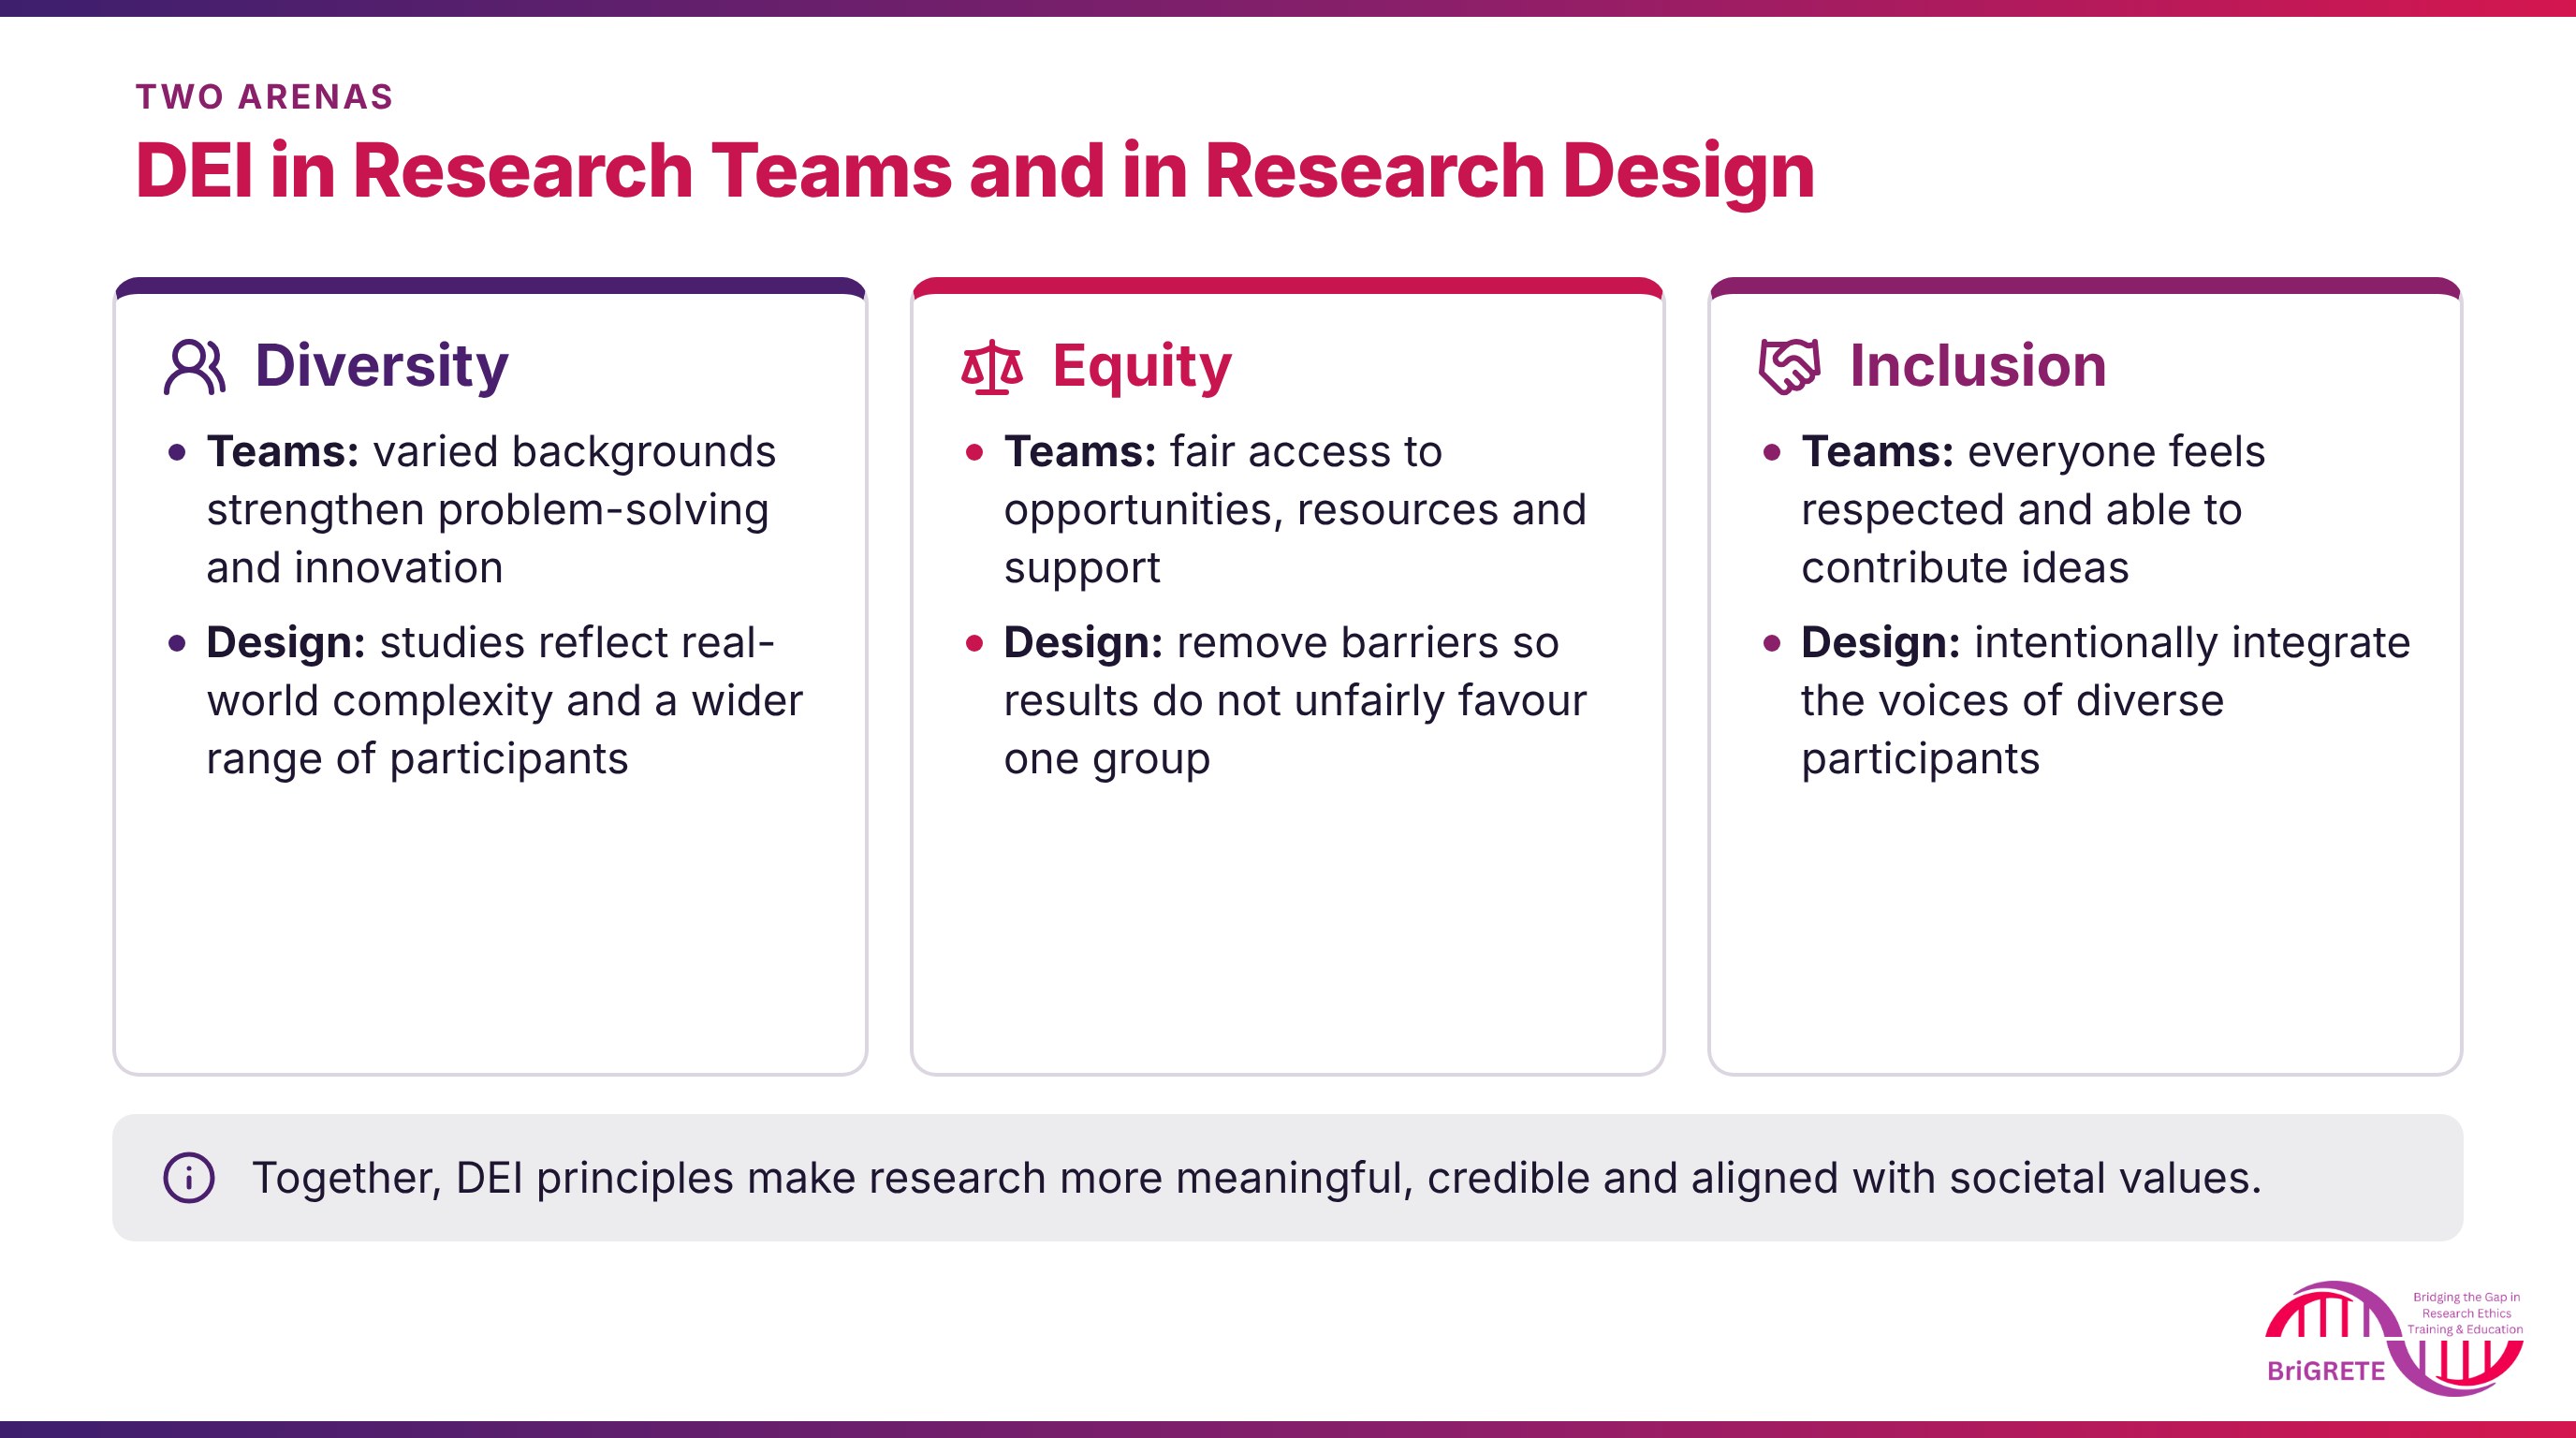 TWO ARENAS
DEI in Research Teams and in Research Design
Diversity
Teams: varied backgrounds
strengthen problem-solving
and innovation
Design: studies reflect real-
world complexity and a wider
range of participants
Equity
Teams: fair access to
opportunities, resources and
support
Design: remove barriers so
results do not unfairly favour
one group
Inclusion
Teams: everyone feels
respected and able to
contribute ideas
Design: intentionally integrate
the voices of diverse
participants
Together, DEI principles make research more meaningful, credible and aligned with societal values.
Bridging the Gap in
Research Ethics
Training & Education
BriGRETE